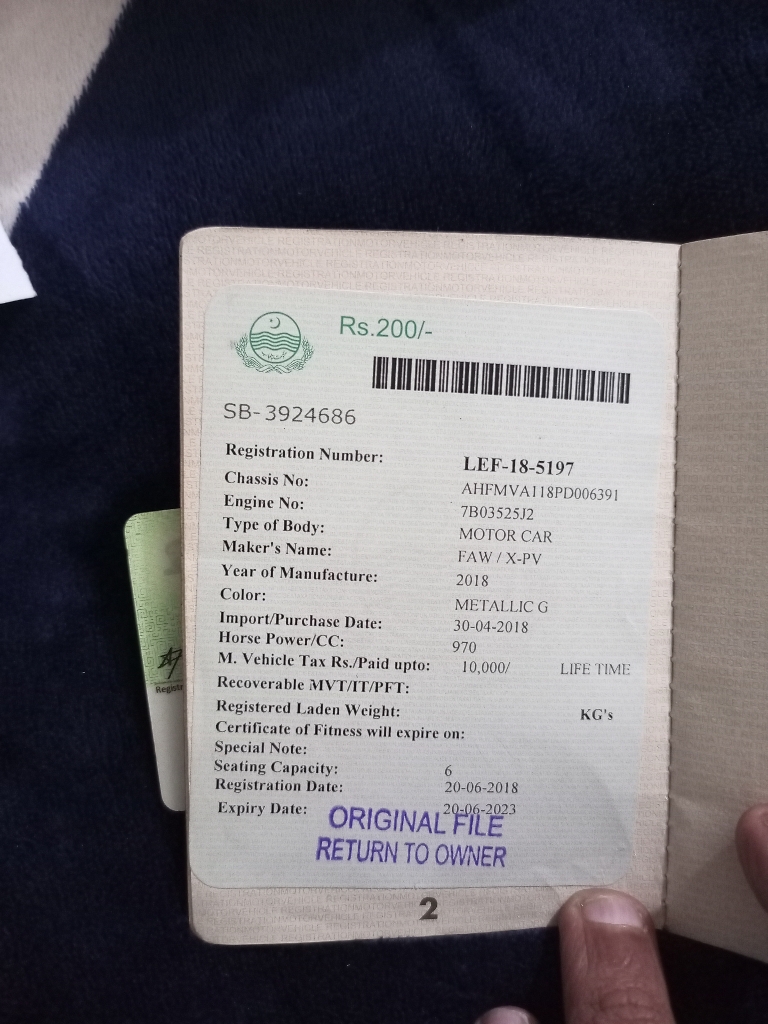 Rs.200/-
SB-3924686
Registration Number: LEF-18-5197
Chassis No: AHFMVA118PD006391
Engine No: 7B03525J2
Type of Body: MOTOR CAR
Maker's Name: FAW / X-PV
Year of Manufacture: 2018
Color: METALLIC G
Import/Purchase Date: 30-04-2018
Horse Power/CC: 970
M. Vehicle Tax Rs./Paid upto: 10,000/ LIFE TIME
Recoverable MVT/IT/PFT:
Registered Laden Weight: KG's
Certificate of Fitness will expire on:
Special Note:
Seating Capacity: 6
Registration Date: 20-06-2018
Expiry Date: 20-06-2023
ORIGINAL FILE
RETURN TO OWNER
2
Registr